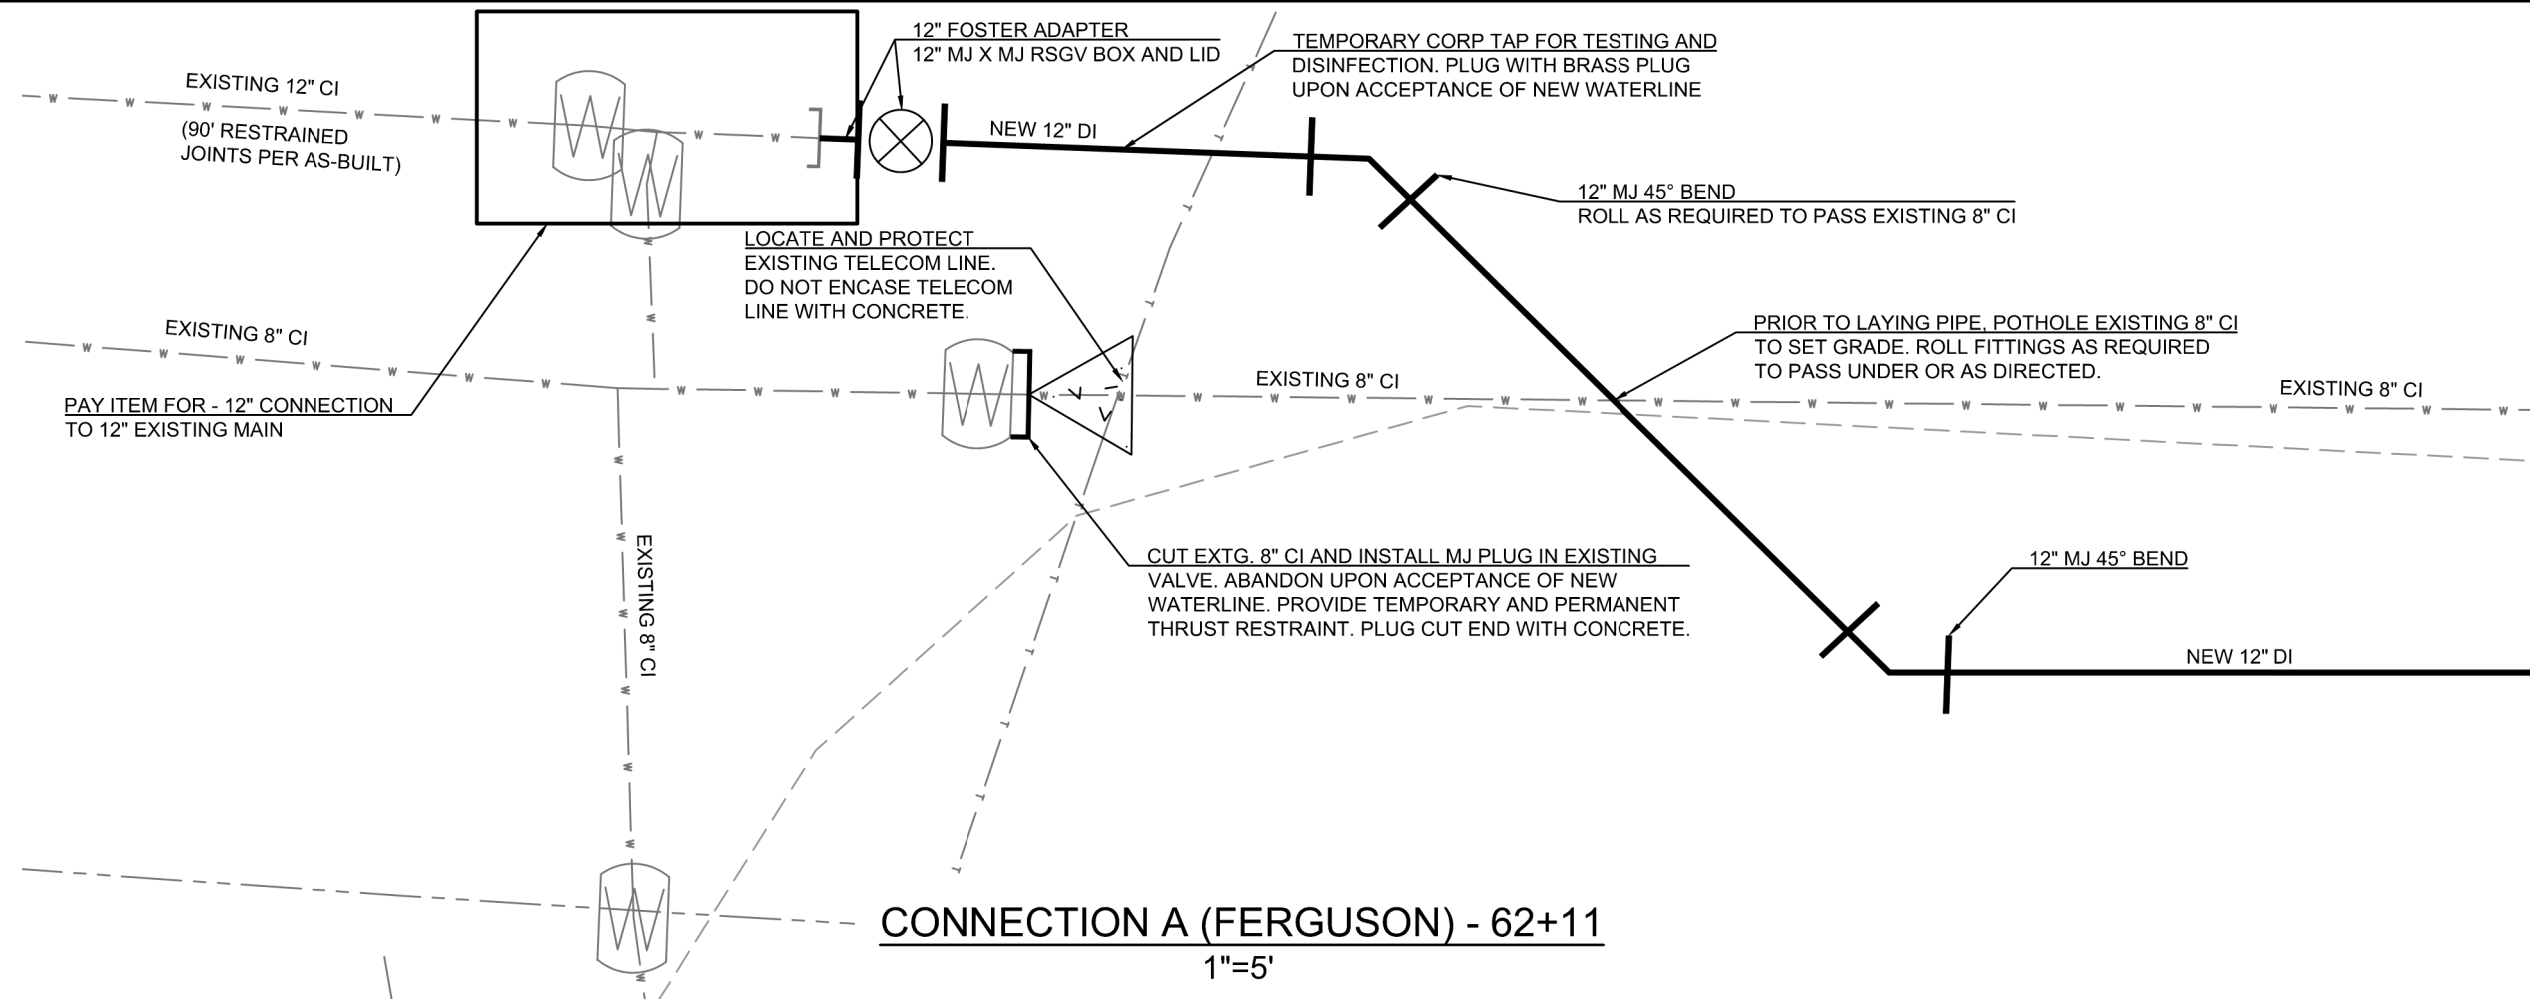 12" FOSTER ADAPTER
12" MJ X MJ RSGV BOX AND LID
TEMPORARY CORP TAP FOR TESTING AND
DISINFECTION. PLUG WITH BRASS PLUG
UPON ACCEPTANCE OF NEW WATERLINE
EXISTING 12" CI
(90' RESTRAINED
JOINTS PER AS-BUILT)
NEW 12" DI
12" MJ 45° BEND
ROLL AS REQUIRED TO PASS EXISTING 8" CI
LOCATE AND PROTECT
EXISTING TELECOM LINE.
DO NOT ENCASE TELECOM
LINE WITH CONCRETE.
EXISTING 8" CI
PRIOR TO LAYING PIPE, POTHOLE EXISTING 8" CI
TO SET GRADE. ROLL FITTINGS AS REQUIRED
TO PASS UNDER OR AS DIRECTED.
EXISTING 8" CI
EXISTING 8" CI
PAY ITEM FOR - 12" CONNECTION
TO 12" EXISTING MAIN
EXISTING 8" CI
CUT EXTG. 8" CI AND INSTALL MJ PLUG IN EXISTING
VALVE. ABANDON UPON ACCEPTANCE OF NEW
WATERLINE. PROVIDE TEMPORARY AND PERMANENT
THRUST RESTRAINT. PLUG CUT END WITH CONCRETE.
12" MJ 45° BEND
NEW 12" DI
CONNECTION A (FERGUSON) - 62+11
1"=5'